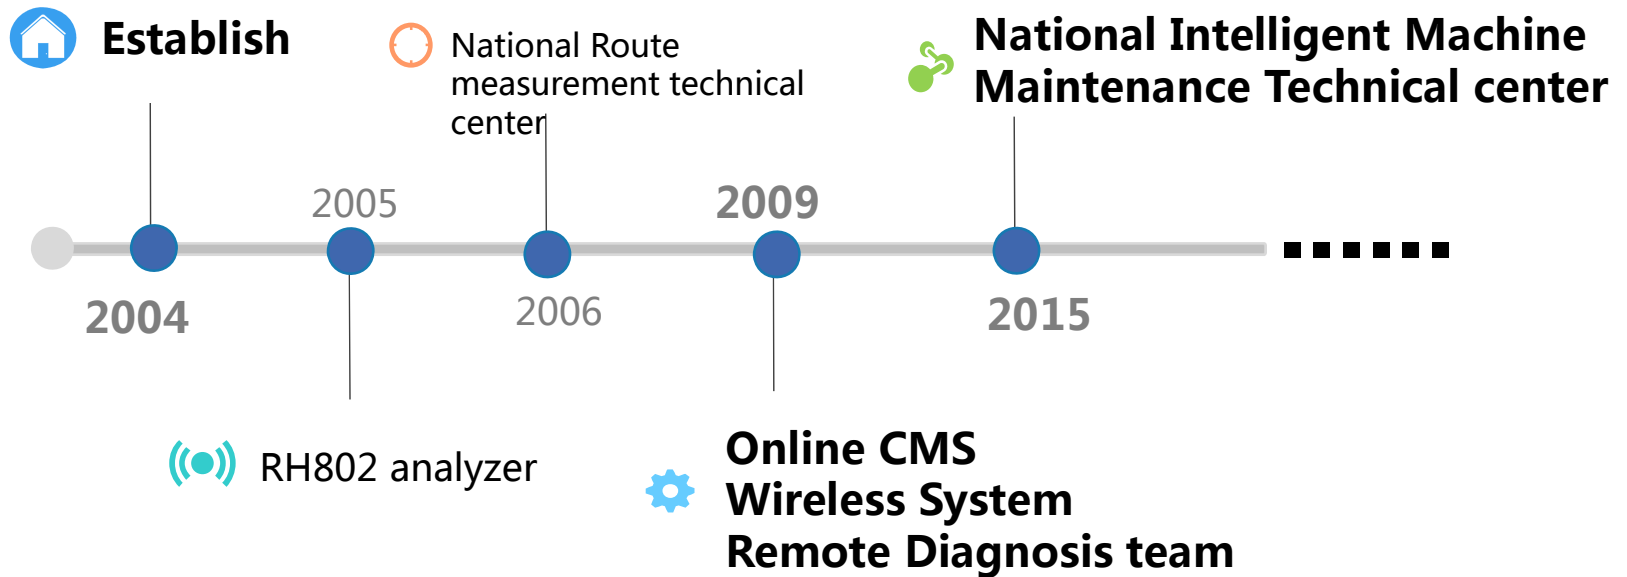 Establish
National Route
measurement technical
center
National Intelligent Machine
Maintenance Technical center
2005
2009
2004
2006
2015
RH802 analyzer
Online CMS
Wireless System
Remote Diagnosis team